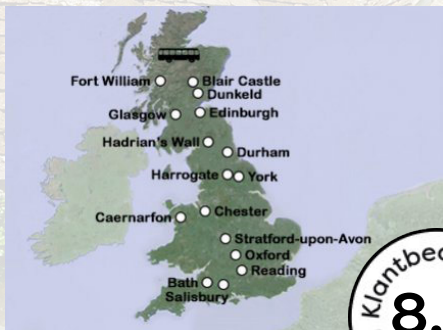 Fort William
Blair Castle
Dunkeld
Glasgow
Edinburgh
Hadrian's Wall
Durham
Harrogate
York
Caernarfon
Chester
Stratford-upon-Avon
Oxford
Reading
Bath
Salisbury
8.